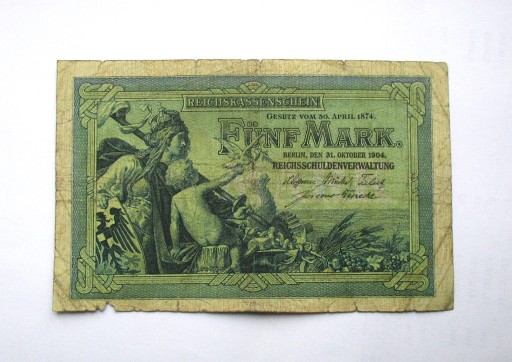 REICHSKASSENSCHEIN
GESETZ VOM 30. APRIL 1874.
FÜNF MARK.
BERLIN, DEN 31. OKTOBER 1904.
REICHSSCHULDENVERWALTUNG